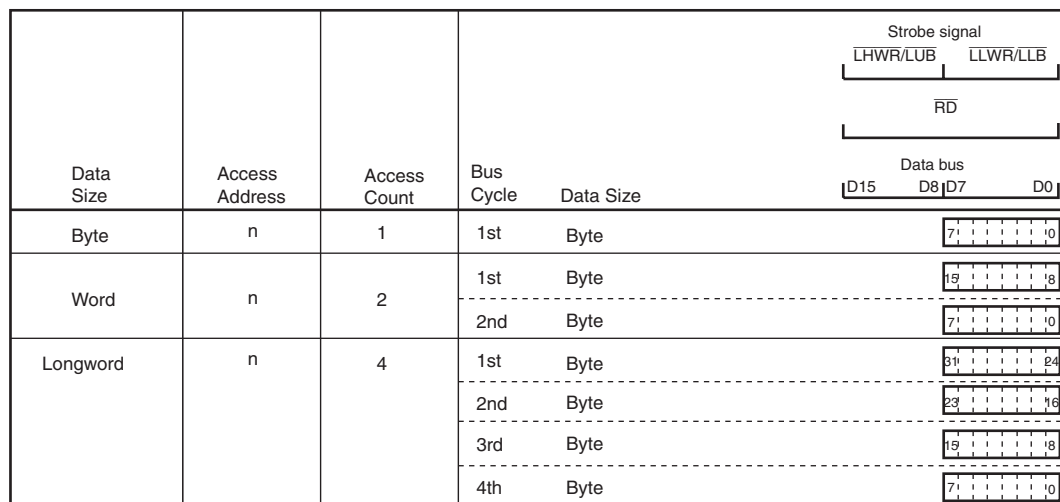 Strobe signal
LHWR/LUB LLWR/LLB
RD
Data Size Access Address Access Count Bus Cycle Data Size Data bus
D15 D8 D7 D0
Byte n 1 1st Byte 7 0
Word n 2 1st Byte 15 8
2nd Byte 7 0
Longword n 4 1st Byte 31 24
2nd Byte 23 16
3rd Byte 15 8
4th Byte 7 0